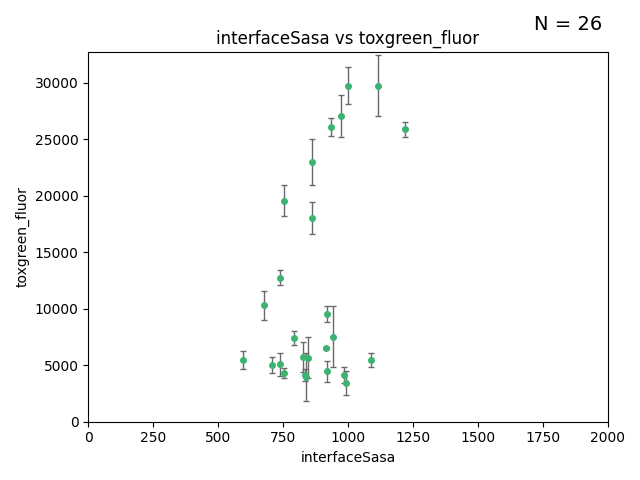 N = 26
interfaceSasa vs toxgreen_fluor
30000
25000
20000
15000
10000
5000
0
toxgreen_fluor
0 250 500 750 1000 1250 1500 1750 2000
interfaceSasa